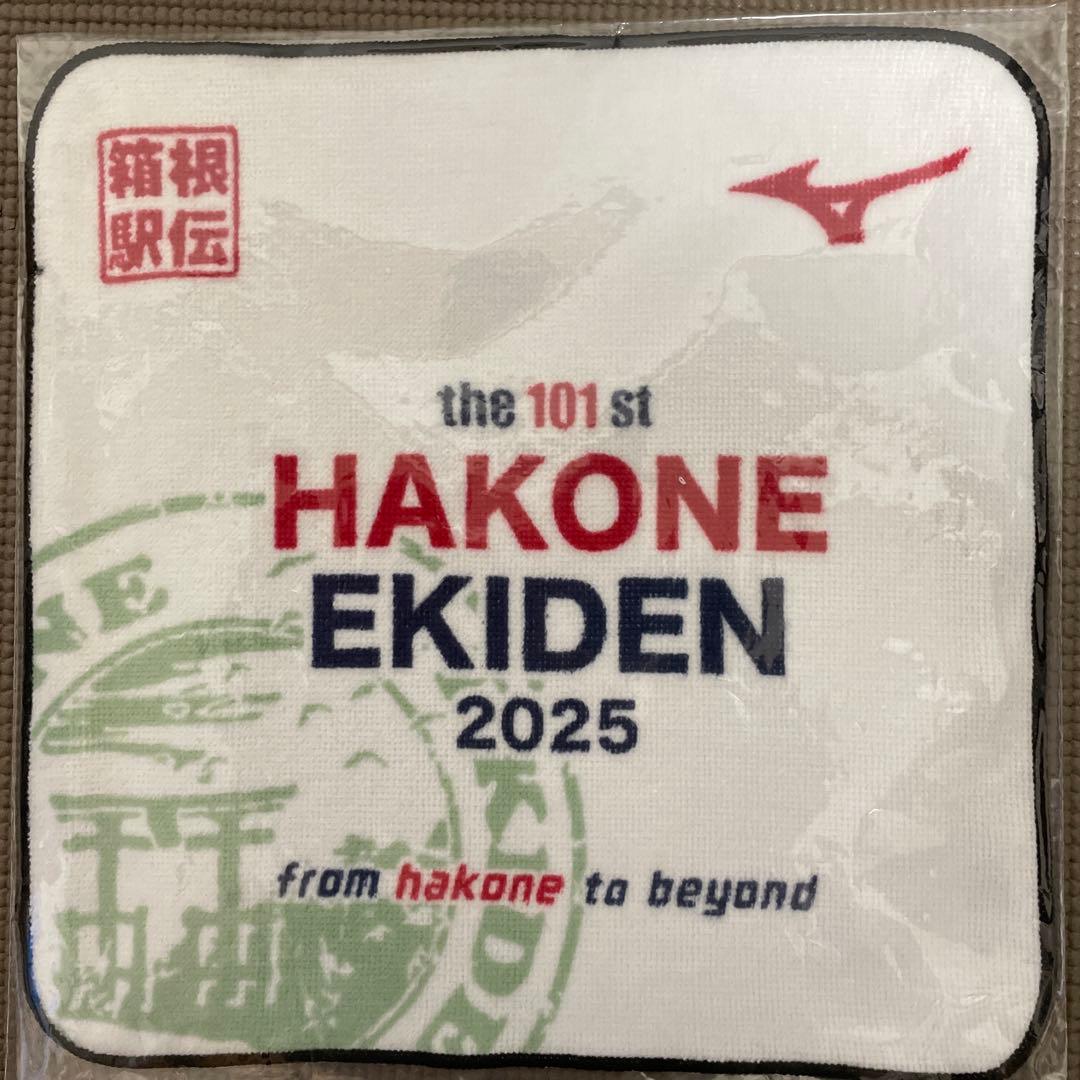 箱根
駅伝
the 101 st
HAKONE
EKIDEN
2025
from hakone to beyond